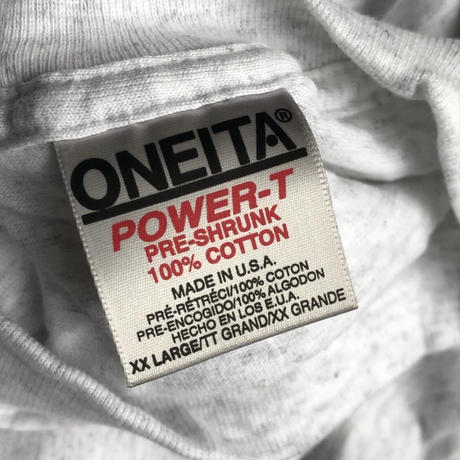 ONEITA®
POWER-T
PRE-SHRUNK
100% COTTON
MADE IN U.S.A.
PRÉ-RÉTRÉCI/100% COTON
PRE-ENCOGIDO/100% ALGODON
HECHO EN LOS E.U.A.
XX LARGE/TT GRAND/XX GRANDE